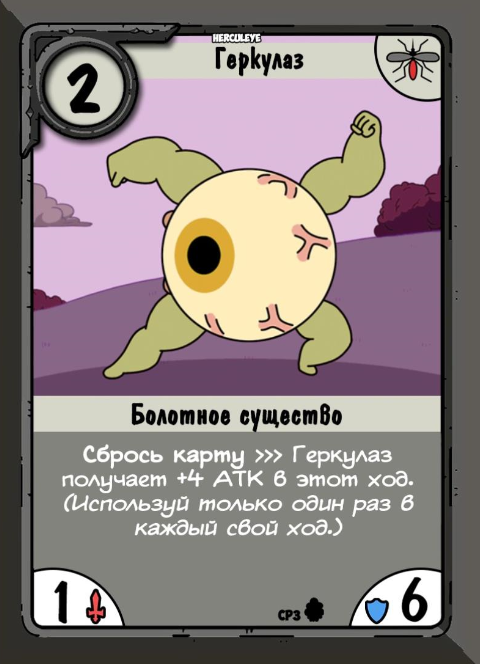 HERCULEYE
Геркулаз
2
Болотное существо
Сбрось карту >>> Геркулаз
получает +4 АТК в этот ход.
(Используй только один раз в
каждый свой ход.)
1
СР3
6